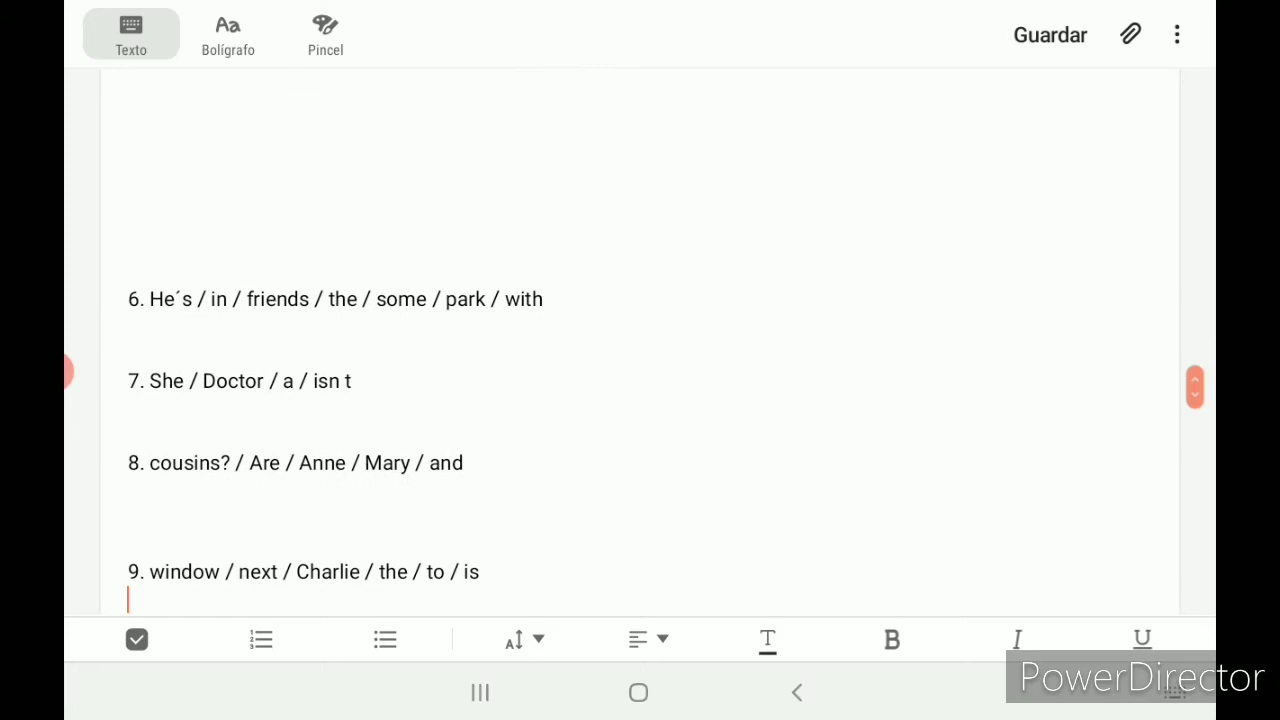 Texto Bolígrafo Pincel Guardar
6. He´s / in / friends / the / some / park / with
7. She / Doctor / a / isn t
8. cousins? / Are / Anne / Mary / and
9. window / next / Charlie / the / to / is
PowerDirector